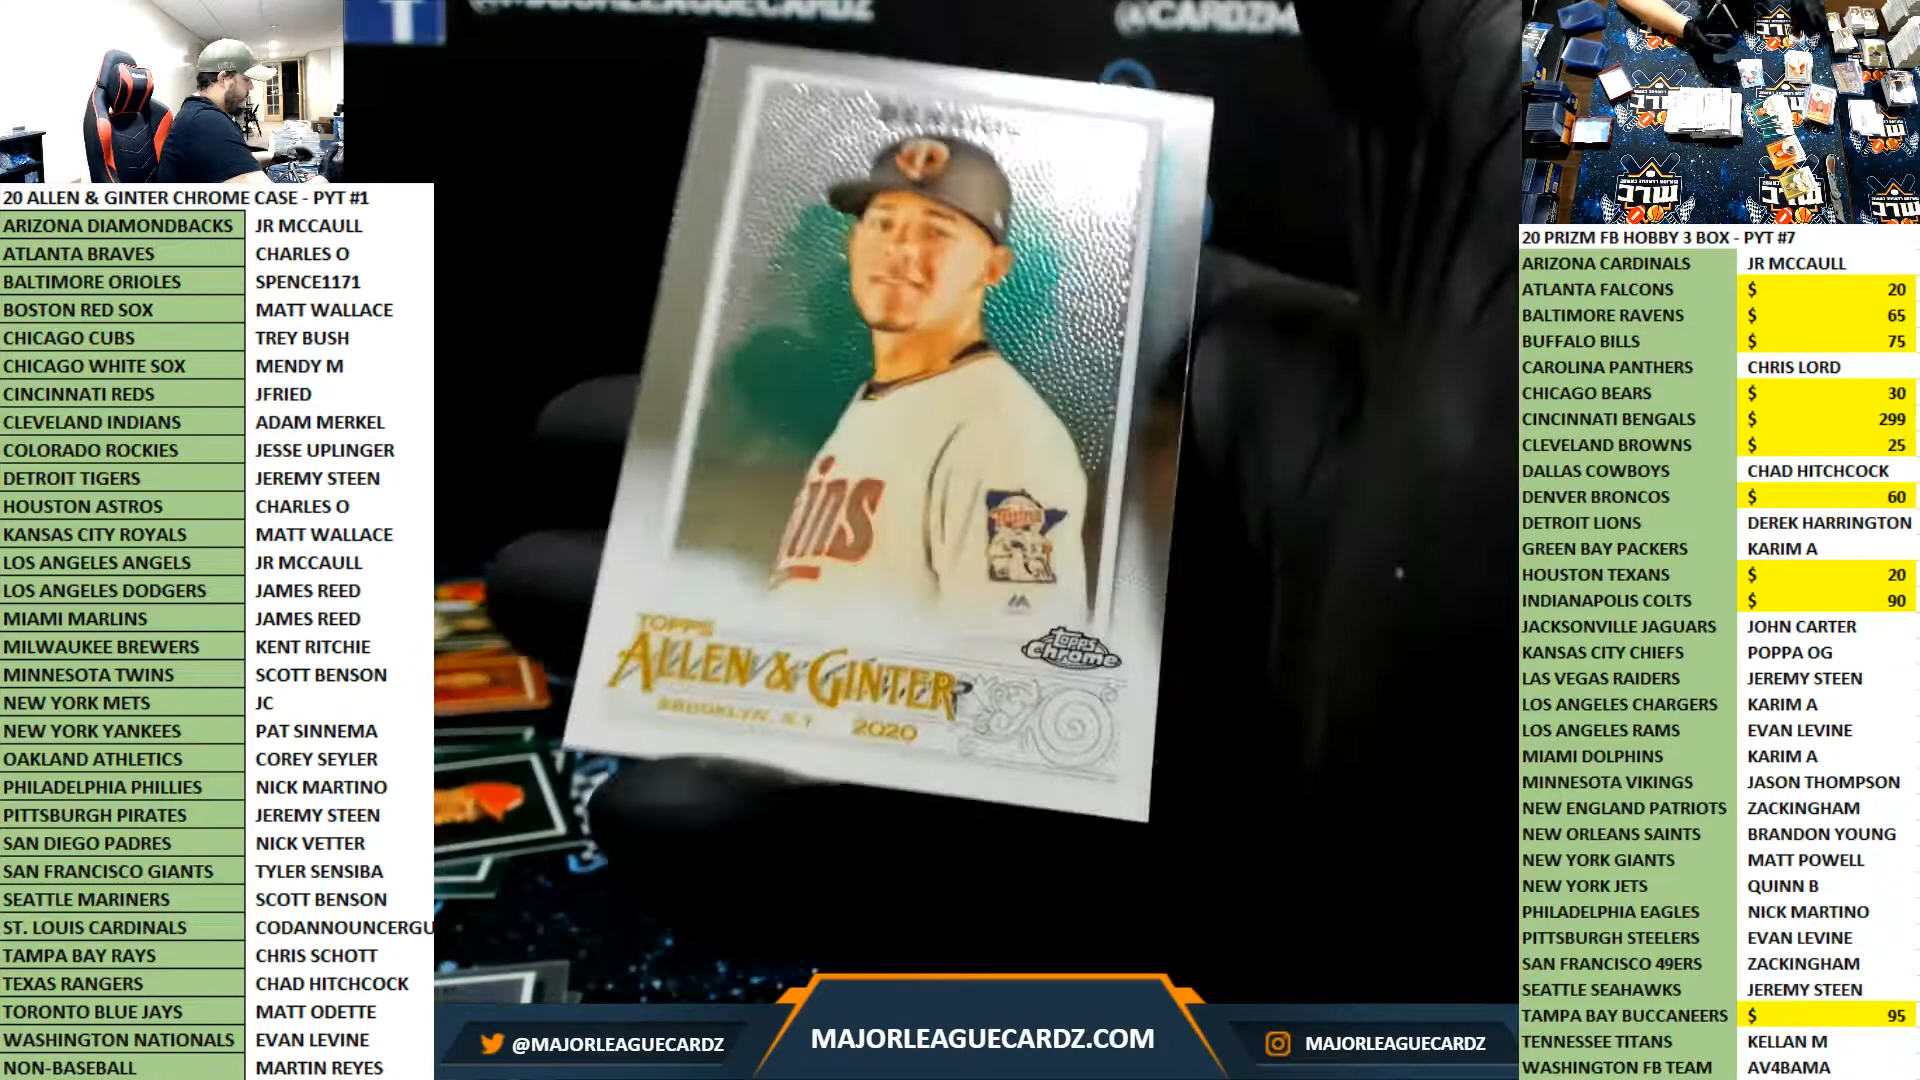 @MAJORLEAGUECARDZ
@CARDZM
20 ALLEN & GINTER CHROME CASE - PYT #1
ARIZONA DIAMONDBACKS JR MCCAULL
ATLANTA BRAVES CHARLES O
BALTIMORE ORIOLES SPENCE1171
BOSTON RED SOX MATT WALLACE
CHICAGO CUBS TREY BUSH
CHICAGO WHITE SOX MENDY M
CINCINNATI REDS JFRIED
CLEVELAND INDIANS ADAM MERKEL
COLORADO ROCKIES JESSE UPLINGER
DETROIT TIGERS JEREMY STEEN
HOUSTON ASTROS CHARLES O
KANSAS CITY ROYALS MATT WALLACE
LOS ANGELES ANGELS JR MCCAULL
LOS ANGELES DODGERS JAMES REED
MIAMI MARLINS JAMES REED
MILWAUKEE BREWERS KENT RITCHIE
MINNESOTA TWINS SCOTT BENSON
NEW YORK METS JC
NEW YORK YANKEES PAT SINNEMA
OAKLAND ATHLETICS COREY SEYLER
PHILADELPHIA PHILLIES NICK MARTINO
PITTSBURGH PIRATES JEREMY STEEN
SAN DIEGO PADRES NICK VETTER
SAN FRANCISCO GIANTS TYLER SENSIBA
SEATTLE MARINERS SCOTT BENSON
ST. LOUIS CARDINALS CODANNOUNCERGU
TAMPA BAY RAYS CHRIS SCHOTT
TEXAS RANGERS CHAD HITCHCOCK
TORONTO BLUE JAYS MATT ODETTE
WASHINGTON NATIONALS EVAN LEVINE
NON-BASEBALL MARTIN REYES
ins
Twins
TOPPS
ALLEN & GINTER
BROOKLYN, N.Y 2020
Topps
Chrome
@MAJORLEAGUECARDZ
MAJORLEAGUECARDZ.COM
MAJORLEAGUECARDZ
MLC
20 PRIZM FB HOBBY 3 BOX - PYT #7
ARIZONA CARDINALS JR MCCAULL
ATLANTA FALCONS $ 20
BALTIMORE RAVENS $ 65
BUFFALO BILLS $ 75
CAROLINA PANTHERS CHRIS LORD
CHICAGO BEARS $ 30
CINCINNATI BENGALS $ 299
CLEVELAND BROWNS $ 25
DALLAS COWBOYS CHAD HITCHCOCK
DENVER BRONCOS $ 60
DETROIT LIONS DEREK HARRINGTON
GREEN BAY PACKERS KARIM A
HOUSTON TEXANS $ 20
INDIANAPOLIS COLTS $ 90
JACKSONVILLE JAGUARS JOHN CARTER
KANSAS CITY CHIEFS POPPA OG
LAS VEGAS RAIDERS JEREMY STEEN
LOS ANGELES CHARGERS KARIM A
LOS ANGELES RAMS EVAN LEVINE
MIAMI DOLPHINS KARIM A
MINNESOTA VIKINGS JASON THOMPSON
NEW ENGLAND PATRIOTS ZACKINGHAM
NEW ORLEANS SAINTS BRANDON YOUNG
NEW YORK GIANTS MATT POWELL
NEW YORK JETS QUINN B
PHILADELPHIA EAGLES NICK MARTINO
PITTSBURGH STEELERS EVAN LEVINE
SAN FRANCISCO 49ERS ZACKINGHAM
SEATTLE SEAHAWKS JEREMY STEEN
TAMPA BAY BUCCANEERS $ 95
TENNESSEE TITANS KELLAN M
WASHINGTON FB TEAM AV4BAMA